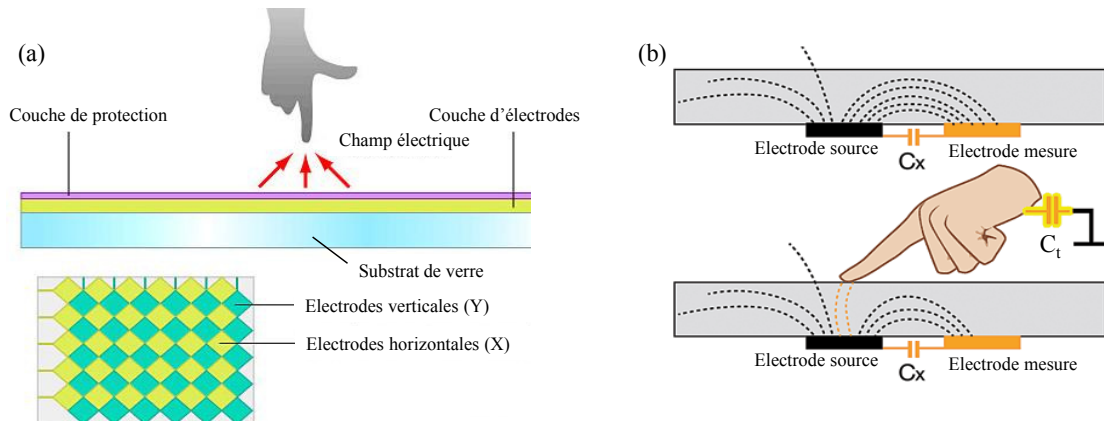 (a)
Couche de protection
Couche d'électrodes
Champ électrique
Substrat de verre
Electrodes verticales (Y)
Electrodes horizontales (X)
(b)
Electrode source
Cx
Electrode mesure
Ct
Electrode source
Cx
Electrode mesure